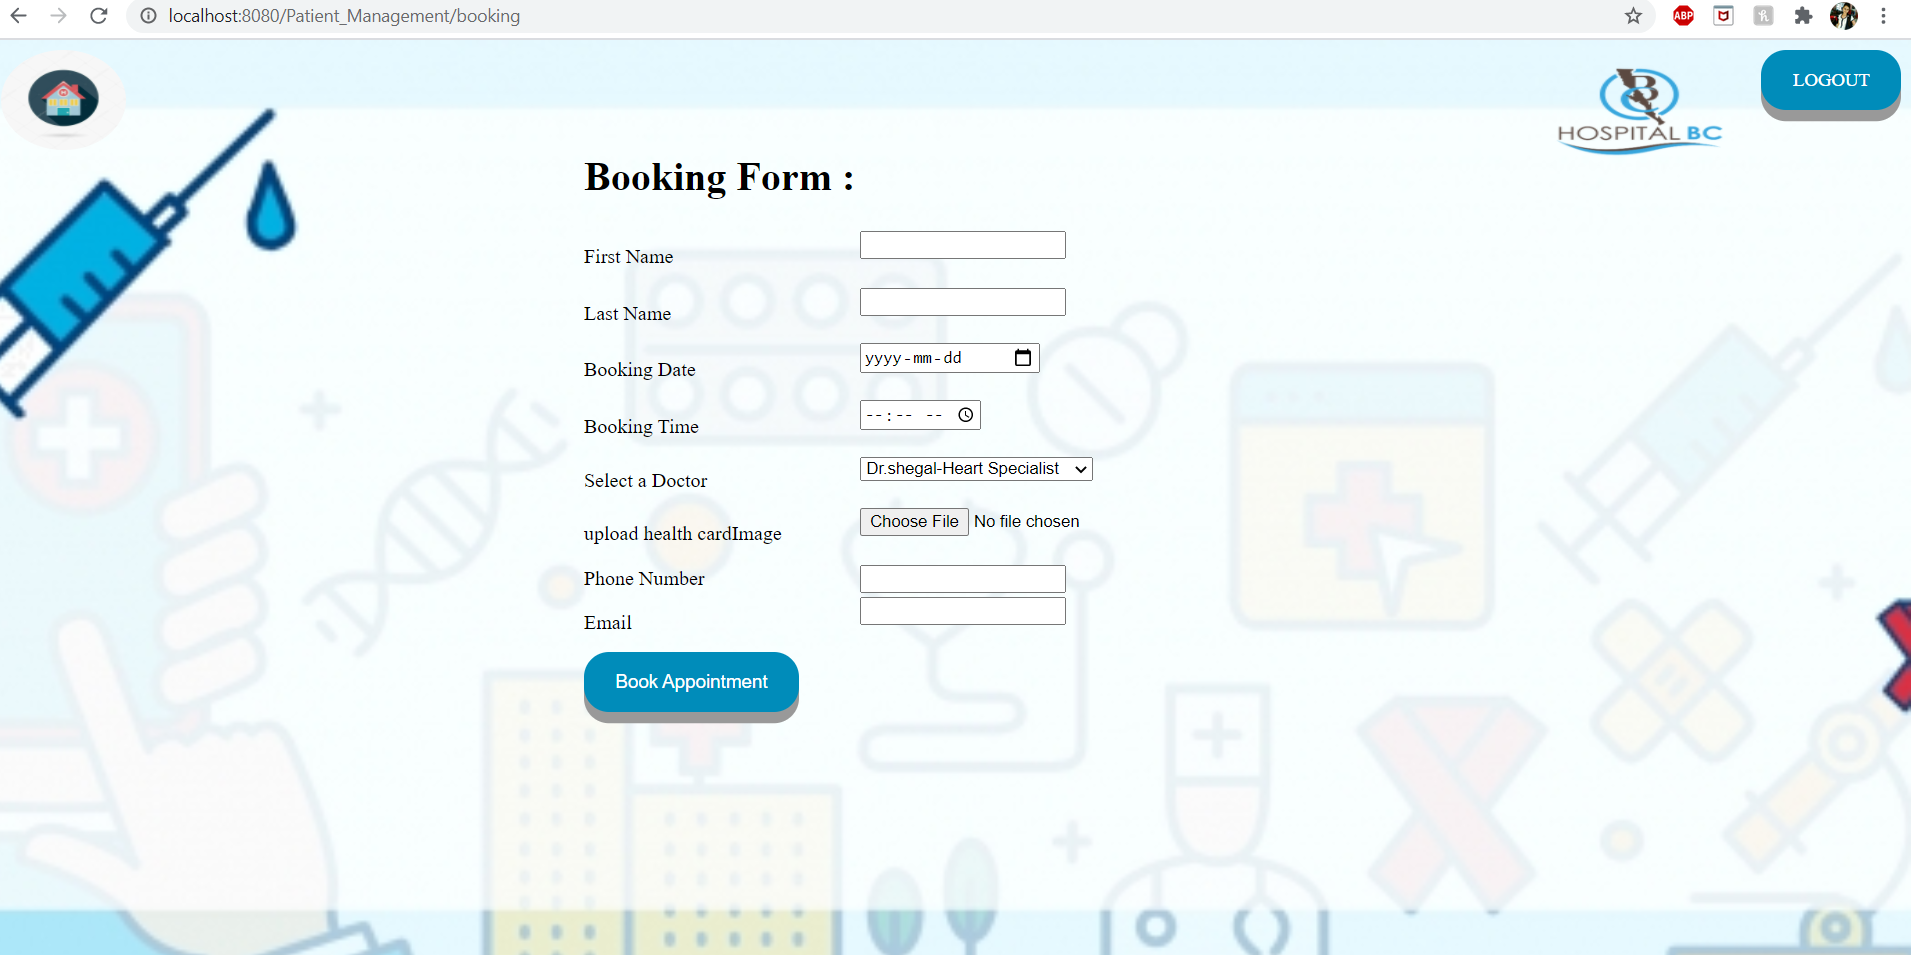 localhost:8080/Patient_Management/booking
ABP
HOSPITAL BC
LOGOUT
Booking Form :
First Name
Last Name
Booking Date yyyy-mm-dd
Booking Time --:-- --
Select a Doctor Dr.shegal-Heart Specialist
upload health cardImage Choose File No file chosen
Phone Number
Email
Book Appointment